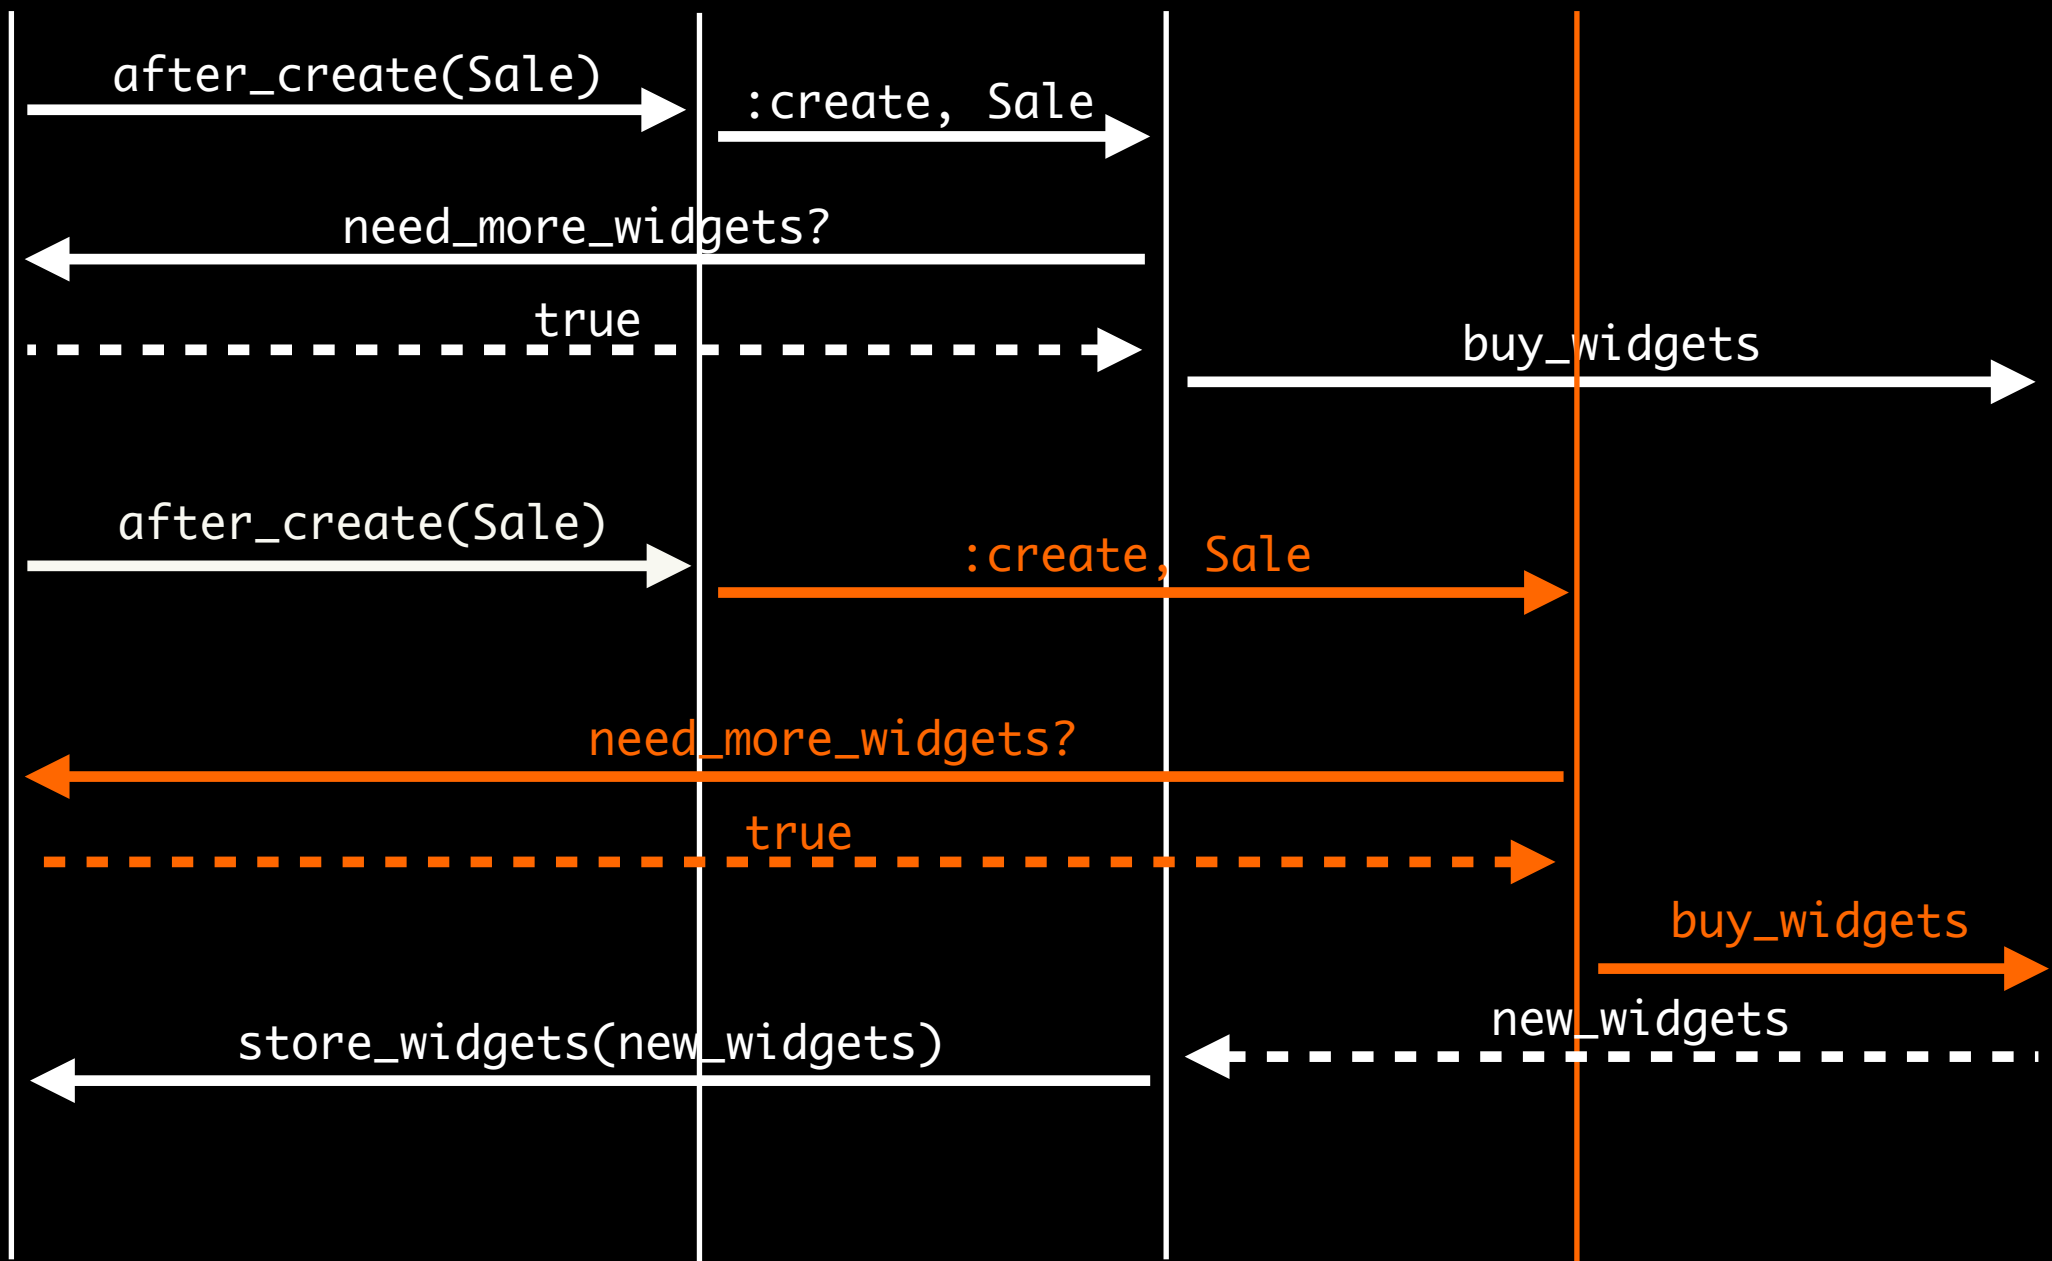 after_create(Sale)
:create, Sale
need_more_widgets?
true
buy_widgets
after_create(Sale)
:create, Sale
need_more_widgets?
true
buy_widgets
new_widgets
store_widgets(new_widgets)